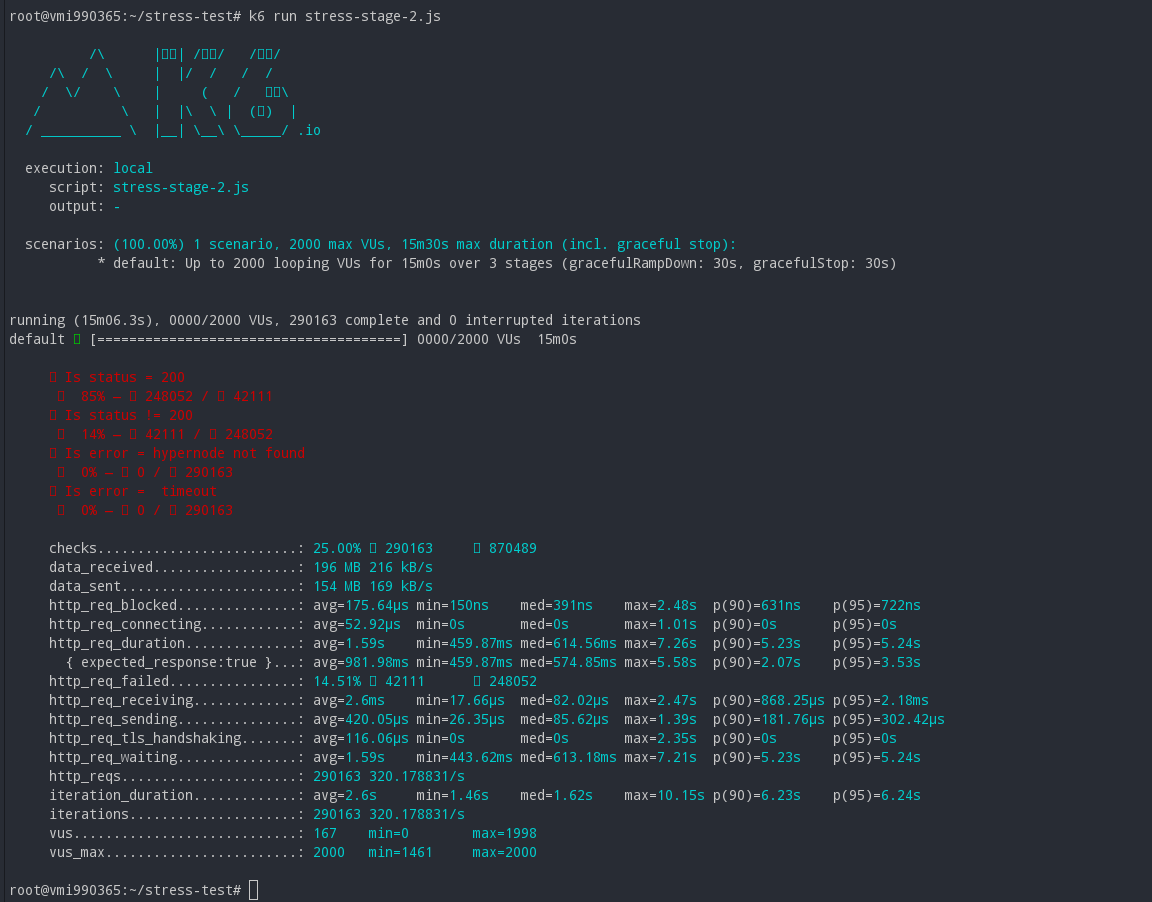 root@vmi990365:~/stress-test# k6 run stress-stage-2.js
          /\      |▯▯| /▯▯/   /▯▯/
     /\  /  \     |  |/  /   /  /
    /  \/    \    |     (   /   ▯▯\
   /          \   |  |\  \ |  (▯)  |
  / __________ \  |__| \__\ \_____/ .io
  execution: local
     script: stress-stage-2.js
     output: -
  scenarios: (100.00%) 1 scenario, 2000 max VUs, 15m30s max duration (incl. graceful stop):
           * default: Up to 2000 looping VUs for 15m0s over 3 stages (gracefulRampDown: 30s, gracefulStop: 30s)
running (15m06.3s), 0000/2000 VUs, 290163 complete and 0 interrupted iterations
default ▯ [======================================] 0000/2000 VUs  15m0s
     ▯ Is status = 200
      ▯  85% — ▯ 248052 / ▯ 42111
     ▯ Is status != 200
      ▯  14% — ▯ 42111 / ▯ 248052
     ▯ Is error = hypernode not found
      ▯  0% — ▯ 0 / ▯ 290163
     ▯ Is error =  timeout
      ▯  0% — ▯ 0 / ▯ 290163
     checks.........................: 25.00% ▯ 290163     ▯ 870489
     data_received..................: 196 MB 216 kB/s
     data_sent......................: 154 MB 169 kB/s
     http_req_blocked...............: avg=175.64µs min=150ns    med=391ns    max=2.48s  p(90)=631ns    p(95)=722ns
     http_req_connecting............: avg=52.92µs  min=0s       med=0s       max=1.01s  p(90)=0s       p(95)=0s
     http_req_duration..............: avg=1.59s    min=459.87ms med=614.56ms max=7.26s  p(90)=5.23s    p(95)=5.24s
       { expected_response:true }...: avg=981.98ms min=459.87ms med=574.85ms max=5.58s  p(90)=2.07s    p(95)=3.53s
     http_req_failed................: 14.51% ▯ 42111      ▯ 248052
     http_req_receiving.............: avg=2.6ms    min=17.66µs  med=82.02µs  max=2.47s  p(90)=868.25µs p(95)=2.18ms
     http_req_sending...............: avg=420.05µs min=26.35µs  med=85.62µs  max=1.39s  p(90)=181.76µs p(95)=302.42µs
     http_req_tls_handshaking.......: avg=116.06µs min=0s       med=0s       max=2.35s  p(90)=0s       p(95)=0s
     http_req_waiting...............: avg=1.59s    min=443.62ms med=613.18ms max=7.21s  p(90)=5.23s    p(95)=5.24s
     http_reqs......................: 290163 320.178831/s
     iteration_duration.............: avg=2.6s     min=1.46s    med=1.62s    max=10.15s p(90)=6.23s    p(95)=6.24s
     iterations.....................: 290163 320.178831/s
     vus............................: 167    min=0        max=1998
     vus_max........................: 2000   min=1461     max=2000
root@vmi990365:~/stress-test#